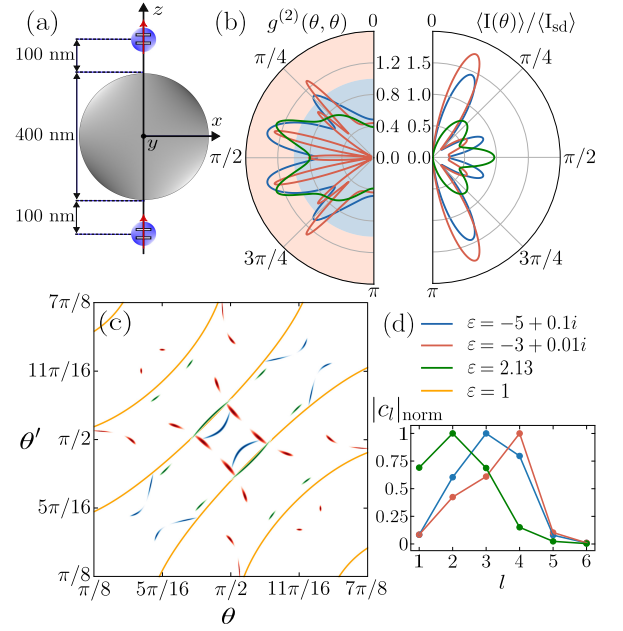 (a)
z
100 nm
400 nm
x
y
100 nm
(b)
g^{(2)}(θ, θ)
0
π/4
π/2
3π/4
π
1.2
0.8
0.4
0.0
⟨I(θ)⟩/⟨I_{sd}⟩
0
1.5
1.0
0.5
0.0
π/4
π/2
3π/4
(c)
7π/8
11π/16
θ′
π/2
5π/16
π/8
π/8 5π/16 π/2 11π/16 7π/8
θ
(d)
ε = −5 + 0.1i
ε = −3 + 0.01i
ε = 2.13
ε = 1
|c_l|_{norm}
1
0.75
0.5
0.25
0
1 2 3 4 5 6
l